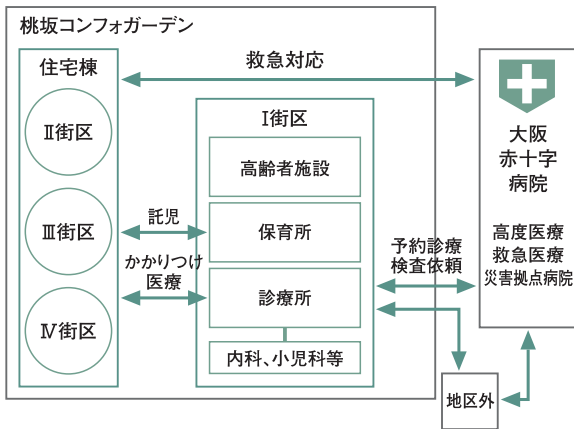 桃坂コンフォガーデン
住宅棟
Ⅱ街区
Ⅲ街区
Ⅳ街区
救急対応
託児
かかりつけ
医療
Ⅰ街区
高齢者施設
保育所
診療所
内科、小児科等
予約診療
検査依頼
大阪
赤十字
病院
高度医療
救急医療
災害拠点病院
地区外